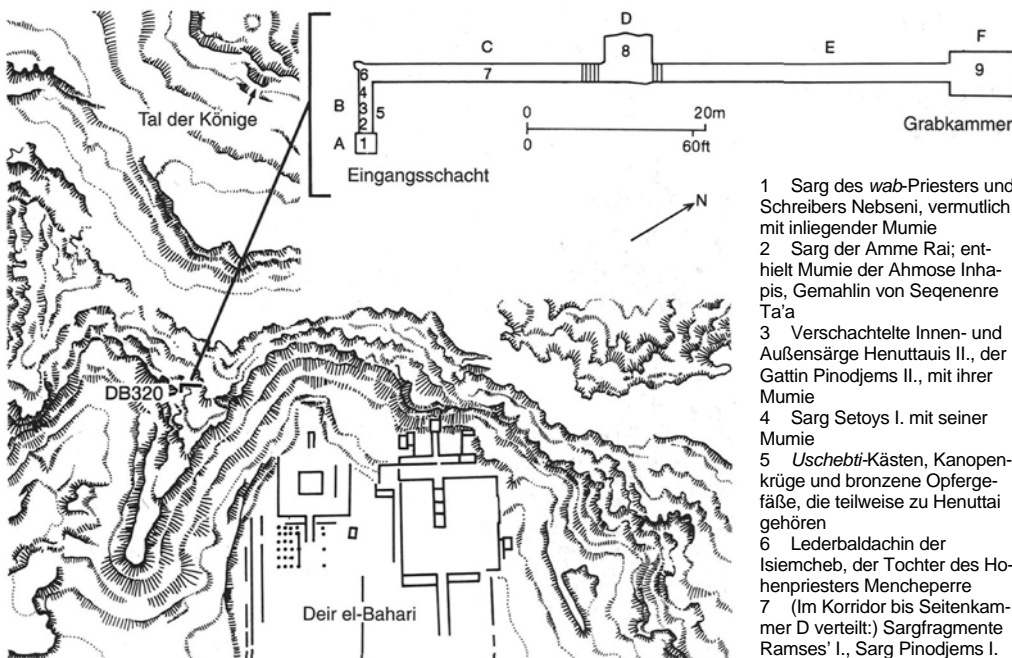 D
F
C
E
8
6
7
9
4
B
3
5
2
Tal der Könige
0
20m
A
1
0
60ft
Grabkammer
Eingangsschacht
N
DB320
Deir el-Bahari
1 Sarg des wab-Priesters und
Schreibers Nebseni, vermutlich
mit inliegender Mumie
2 Sarg der Amme Rai; ent-
hielt Mumie der Ahmose Inha-
pis, Gemahlin von Seqenenre
Ta'a
3 Verschachtelte Innen- und
Außensärge Henuttauis II., der
Gattin Pinodjems II., mit ihrer
Mumie
4 Sarg Setoys I. mit seiner
Mumie
5 Uschebti-Kästen, Kanopen-
krüge und bronzene Opferge-
fäße, die teilweise zu Henuttai
gehören
6 Lederbaldachin der
Isiemcheb, der Tochter des Ho-
henpriesters Mencheperre
7 (Im Korridor bis Seitenkam-
mer D verteilt:) Sargfragmente
Ramses' I., Sarg Pinodjems I.